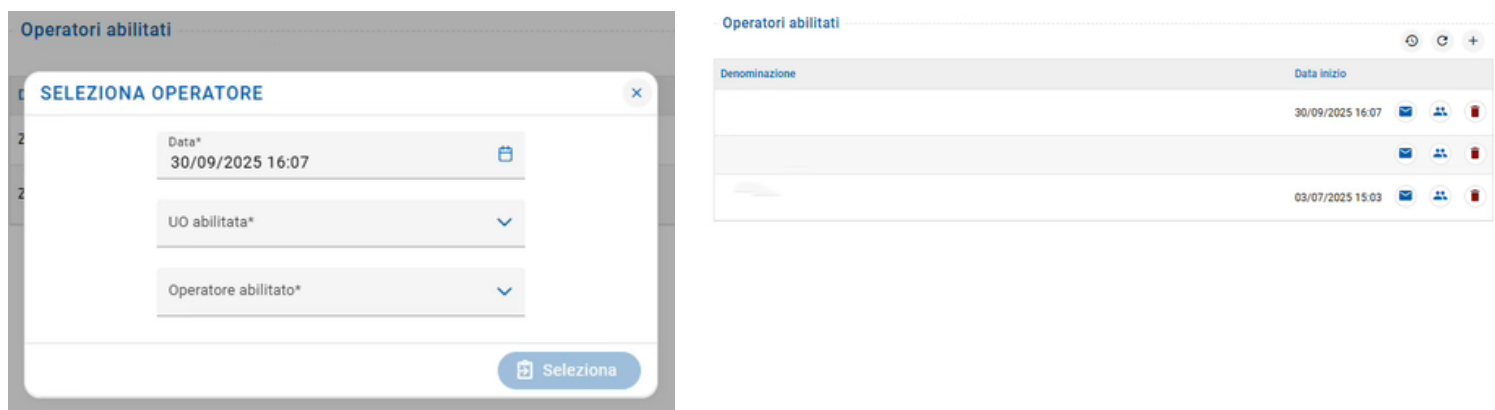 Operatori abilitati
SELEZIONA OPERATORE
Data*
30/09/2025 16:07
UO abilitata*
Operatore abilitato*
Seleziona
Operatori abilitati
Denominazione Data inizio
30/09/2025 16:07
03/07/2025 15:03